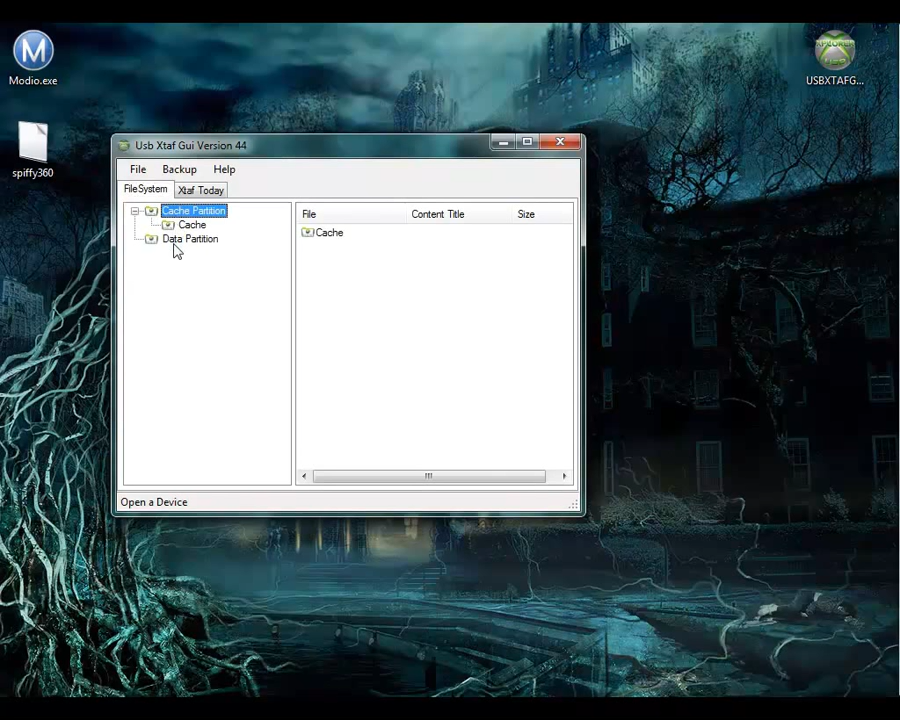 Modio.exe
USBXTAFG...
spiffy360
Usb Xtaf Gui Version 44
File Backup Help
FileSystem Xtaf Today
Cache Partition
Cache
Data Partition
File Content Title Size
Cache
Open a Device